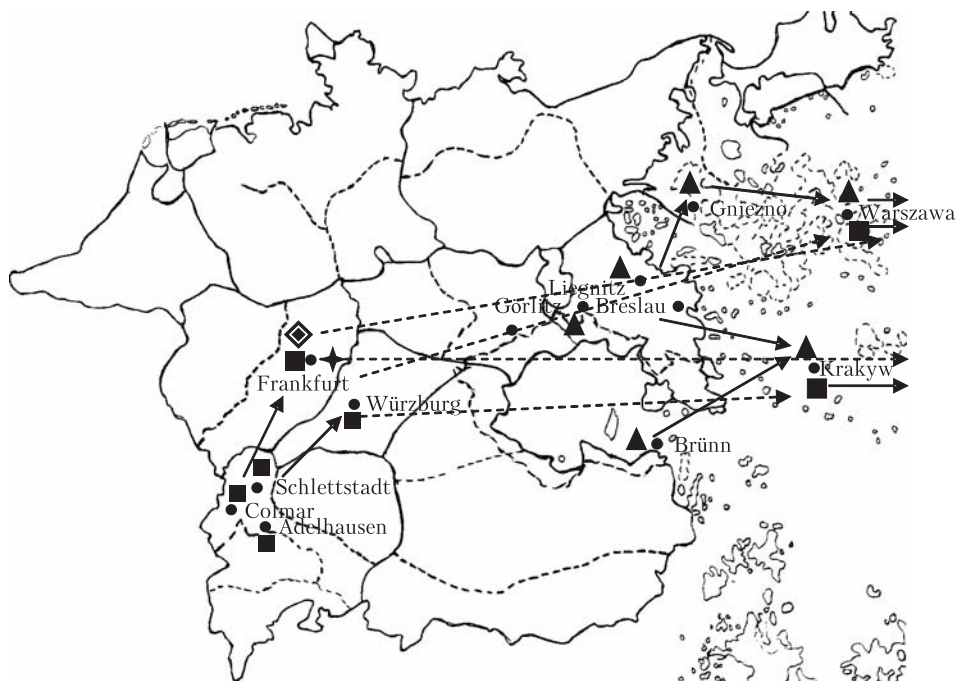 Gniezno
Warszawa
Liegnitz
Görlitz
Breslau
Frankfurt
Krakyw
Würzburg
Brünn
Schlettstadt
Colmar
Adelhausen